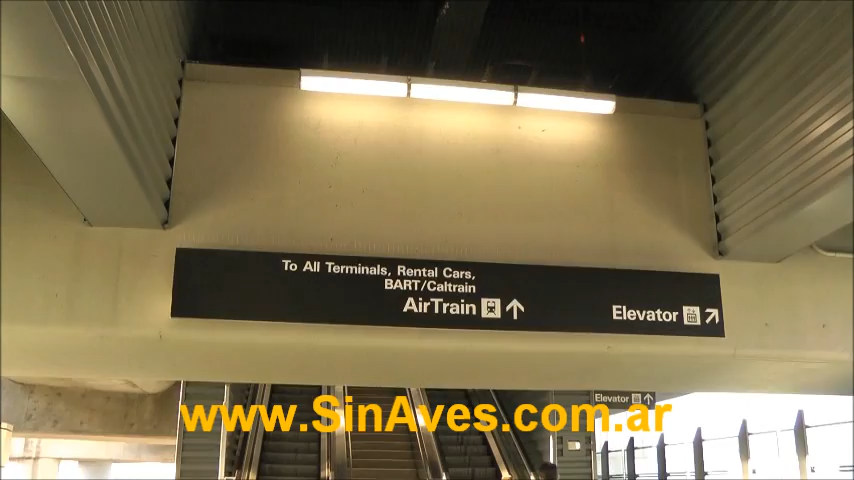 To All Terminals, Rental Cars,
BART/Caltrain
AirTrain
Elevator
Elevator
www.SinAves.com.ar